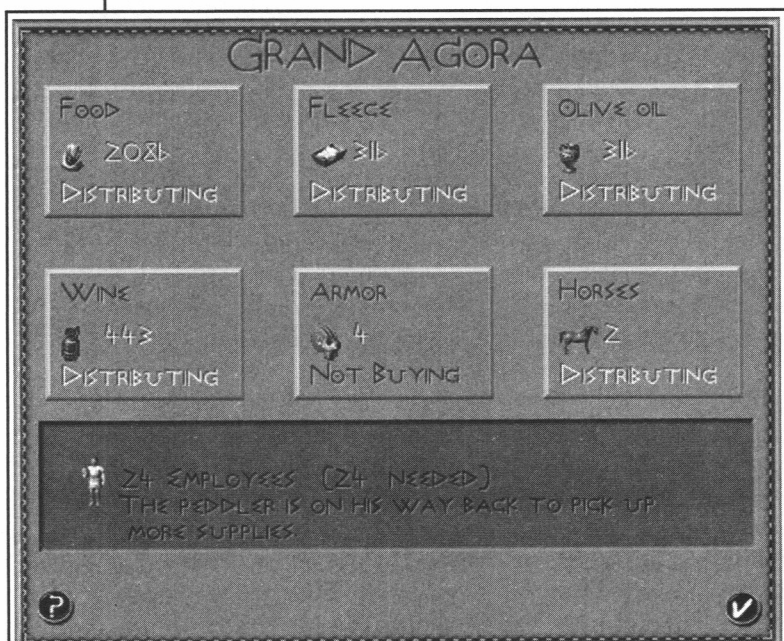 GRAND AGORA
FOOD
2086
DISTRIBUTING
FLEECE
316
DISTRIBUTING
OLIVE OIL
316
DISTRIBUTING
WINE
443
DISTRIBUTING
ARMOR
4
NOT BUYING
HORSES
2
DISTRIBUTING
24 EMPLOYEES (24 NEEDED)
THE PEDDLER IS ON HIS WAY BACK TO PICK UP
MORE SUPPLIES.
?